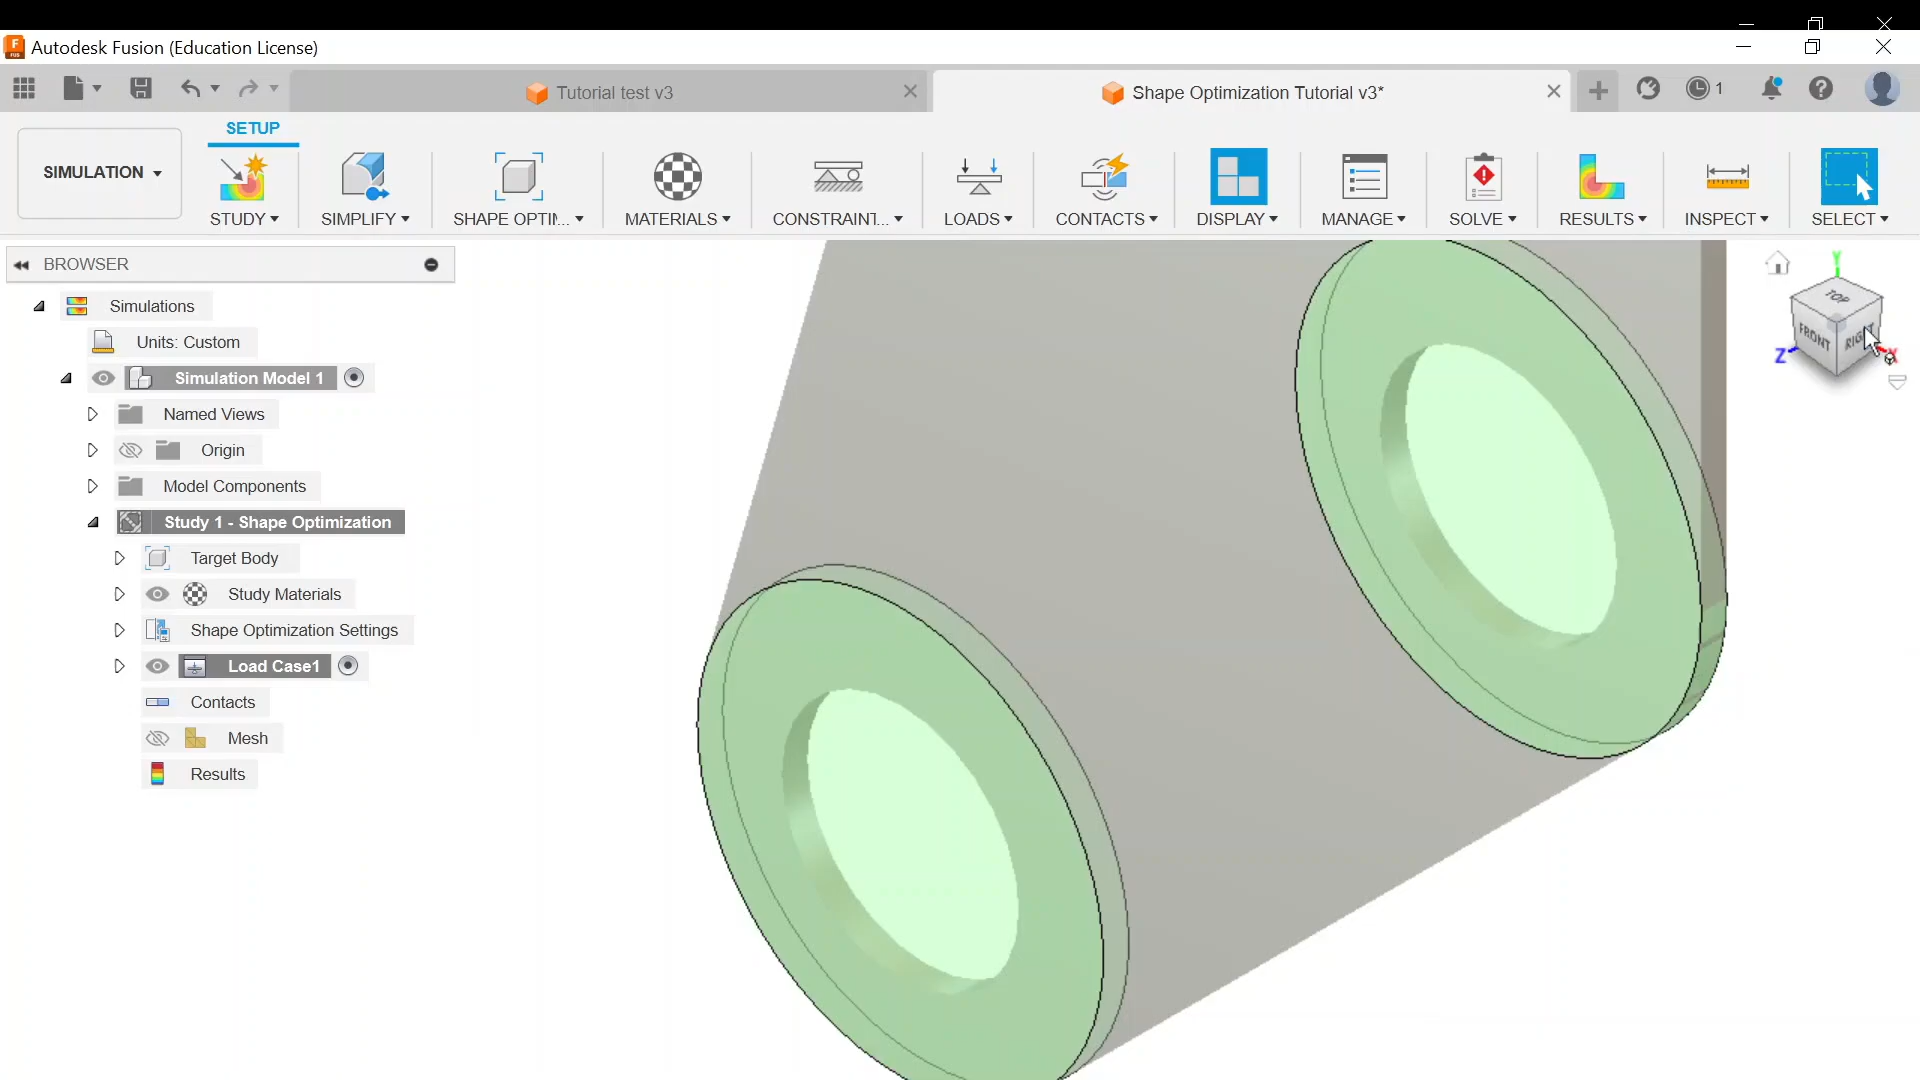 Autodesk Fusion (Education License)
Tutorial test v3
Shape Optimization Tutorial v3*
1
SETUP
SIMULATION
STUDY
SIMPLIFY
SHAPE OPTI...
MATERIALS
CONSTRAINT...
LOADS
CONTACTS
DISPLAY
MANAGE
SOLVE
RESULTS
INSPECT
SELECT
BROWSER
Simulations
Units: Custom
Simulation Model 1
Named Views
Origin
Model Components
Study 1 - Shape Optimization
Target Body
Study Materials
Shape Optimization Settings
Load Case1
Contacts
Mesh
Results
Y
TOP
FRONT
Z
X